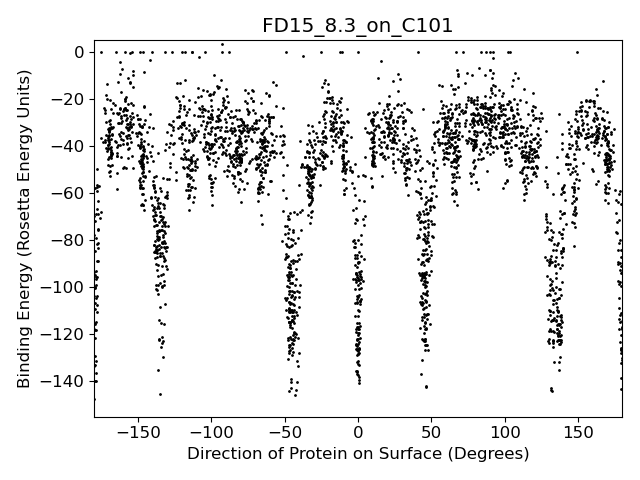 FD15_8.3_on_C101
0
−20
−40
−60
−80
−100
−120
−140
Binding Energy (Rosetta Energy Units)
−150 −100 −50 0 50 100 150
Direction of Protein on Surface (Degrees)